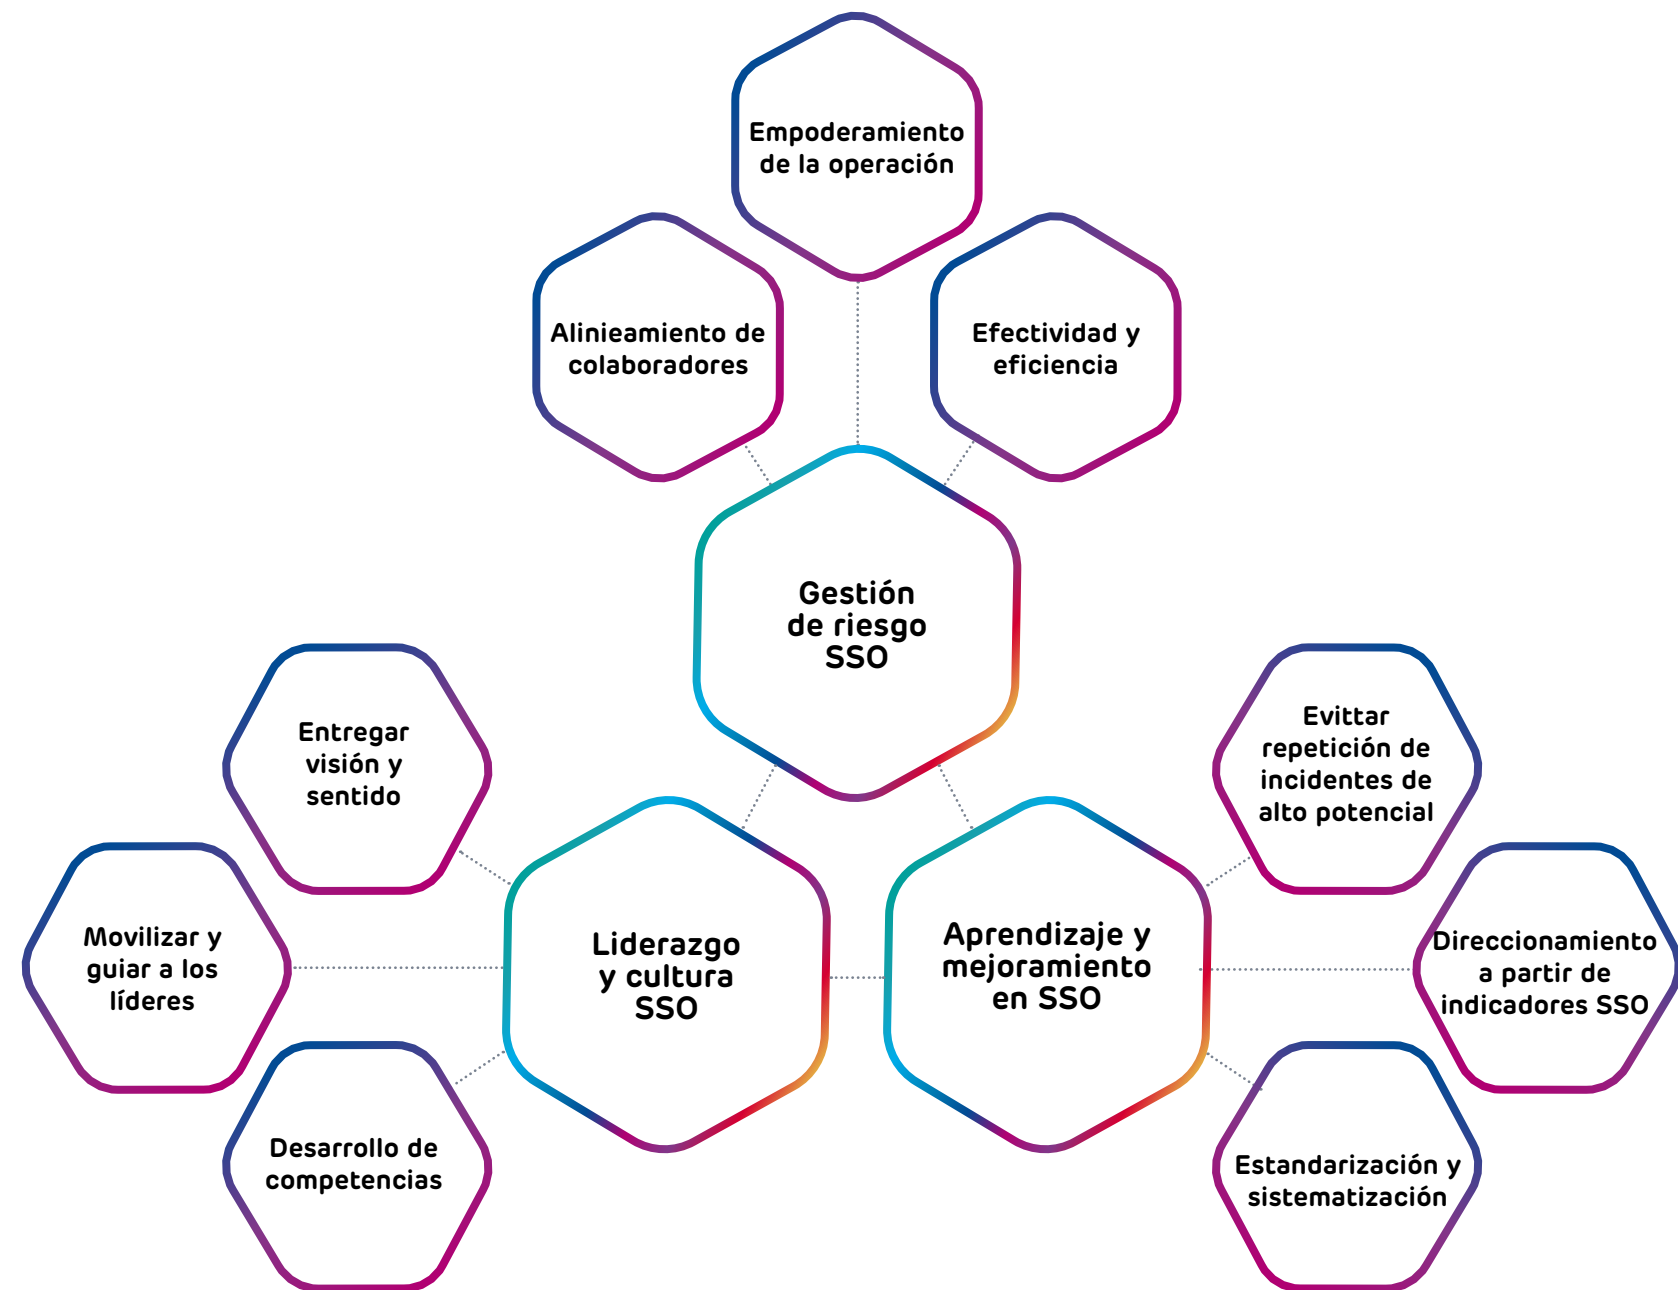 Empoderamiento
de la operación
Alinieamiento de
colaboradores
Efectividad y
eficiencia
Gestión
de riesgo
SSO
Entregar
visión y
sentido
Evittar
repetición de
incidentes de
alto potencial
Movilizar y
guiar a los
líderes
Liderazgo
y cultura
SSO
Aprendizaje y
mejoramiento
en SSO
Direccionamiento
a partir de
indicadores SSO
Desarrollo de
competencias
Estandarización y
sistematización